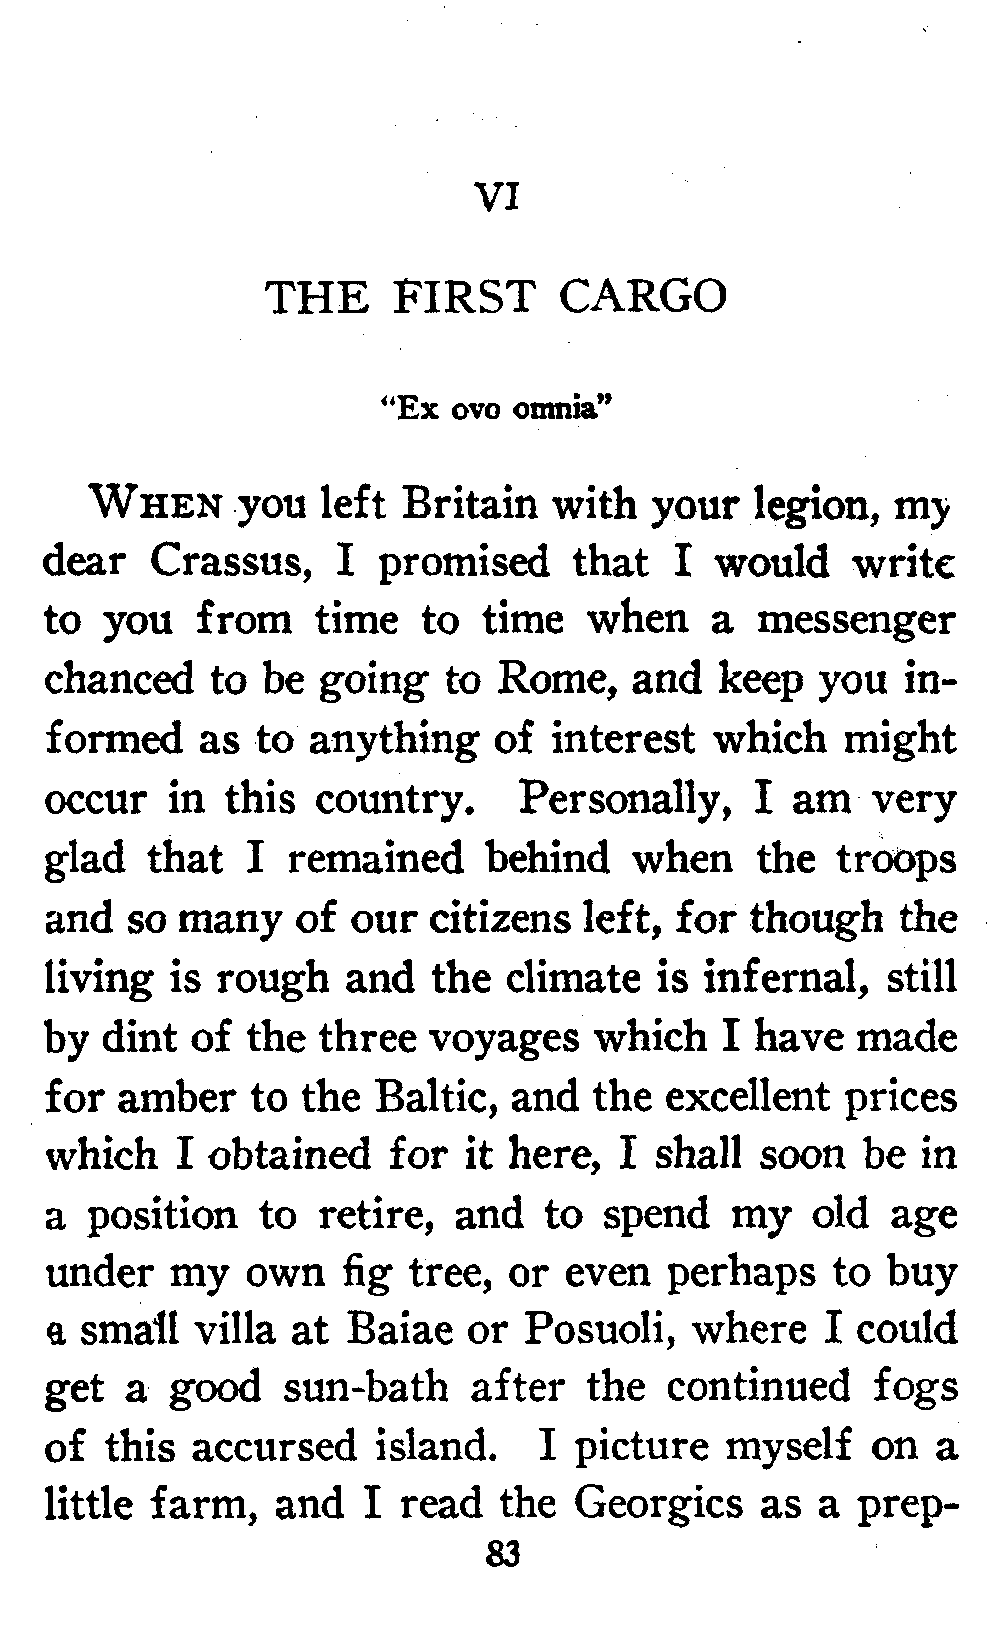 VI
THE FIRST CARGO
“Ex ovo omnia”
WHEN you left Britain with your legion, my
dear Crassus, I promised that I would write
to you from time to time when a messenger
chanced to be going to Rome, and keep you in-
formed as to anything of interest which might
occur in this country. Personally, I am very
glad that I remained behind when the troops
and so many of our citizens left, for though the
living is rough and the climate is infernal, still
by dint of the three voyages which I have made
for amber to the Baltic, and the excellent prices
which I obtained for it here, I shall soon be in
a position to retire, and to spend my old age
under my own fig tree, or even perhaps to buy
a small villa at Baiae or Posuoli, where I could
get a good sun-bath after the continued fogs
of this accursed island. I picture myself on a
little farm, and I read the Georgics as a prep-
83